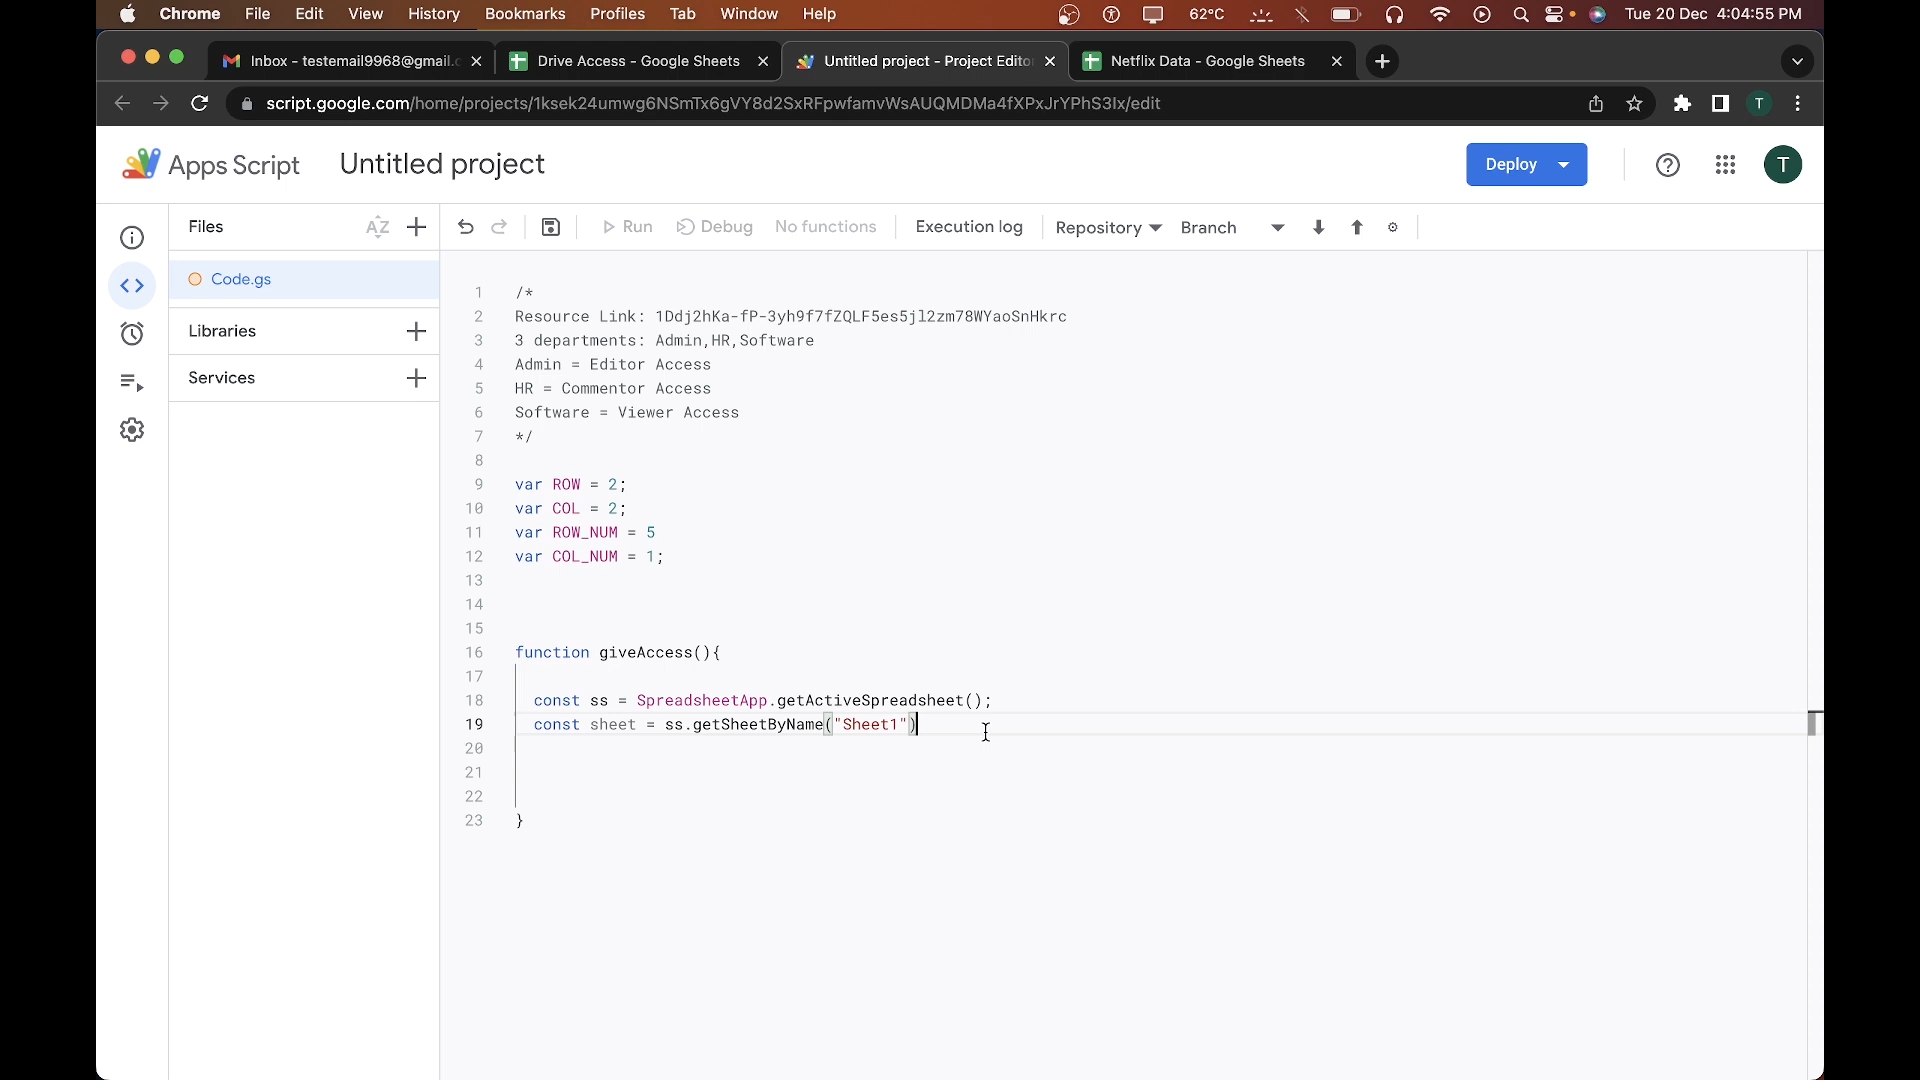 Chrome File Edit View History Bookmarks Profiles Tab Window Help 62°C Tue 20 Dec 4:04:55 PM
Inbox - testemail9968@gmail.c Drive Access - Google Sheets Untitled project - Project Editor Netflix Data - Google Sheets
script.google.com/home/projects/1ksek24umwg6NSmTx6gVY8d2SxRFpwfamvWsAUQMDMa4fXPxJrYPhS3Ix/edit T
Apps Script Untitled project Deploy T
Files AZ Run Debug No functions Execution log Repository Branch
Code.gs
Libraries
Services
1 /*
2 Resource Link: 1Ddj2hKa-fP-3yh9f7fZQLF5es5jl2zm78WYaoSnHkrc
3 3 departments: Admin,HR,Software
4 Admin = Editor Access
5 HR = Commentor Access
6 Software = Viewer Access
7 */
8
9 var ROW = 2;
10 var COL = 2;
11 var ROW_NUM = 5
12 var COL_NUM = 1;
13
14
15
16 function giveAccess(){
17
18 const ss = SpreadsheetApp.getActiveSpreadsheet();
19 const sheet = ss.getSheetByName("Sheet1")
20
21
22
23 }